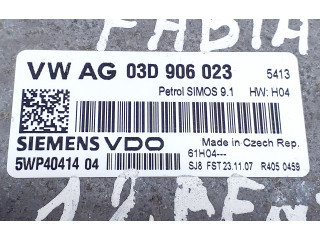 FABIA
VW AG 03D 906 023 5413
Petrol SIMOS 9.1 HW: H04
SIEMENS VDO Made in Czech Rep.
61H04---
5WP40414 04 SJ8 FST 23.11.07 R405 0459